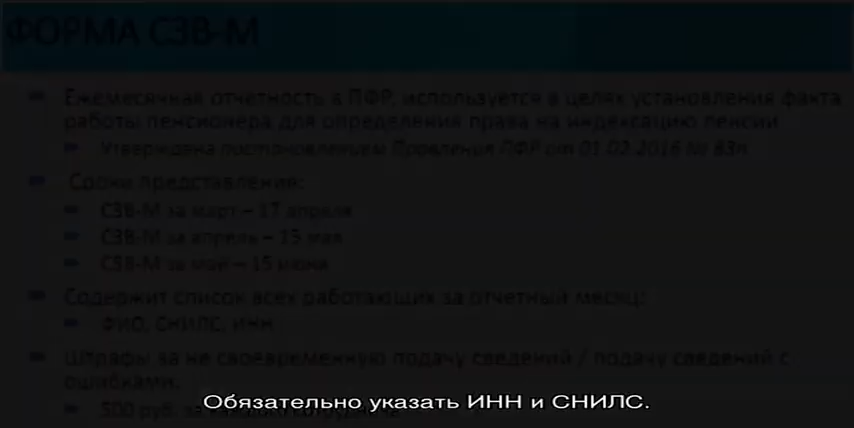 ФОРМА СЗВ-М
Ежемесячная отчетность в ПФР, используется в целях установления факта
работы пенсионера для определения права на индексацию пенсии
Утверждена постановлением Правления ПФР от 01.02.2016 № 83п
Сроки представления:
СЗВ-М за март – 17 апреля
СЗВ-М за апрель – 15 мая
СЗВ-М за май – 15 июня
Содержит список всех работающих за отчетный месяц:
ФИО, СНИЛС, ИНН
Штрафы за не своевременную подачу сведений / подачу сведений с
ошибками.
500 руб. за
Обязательно указать ИНН и СНИЛС.